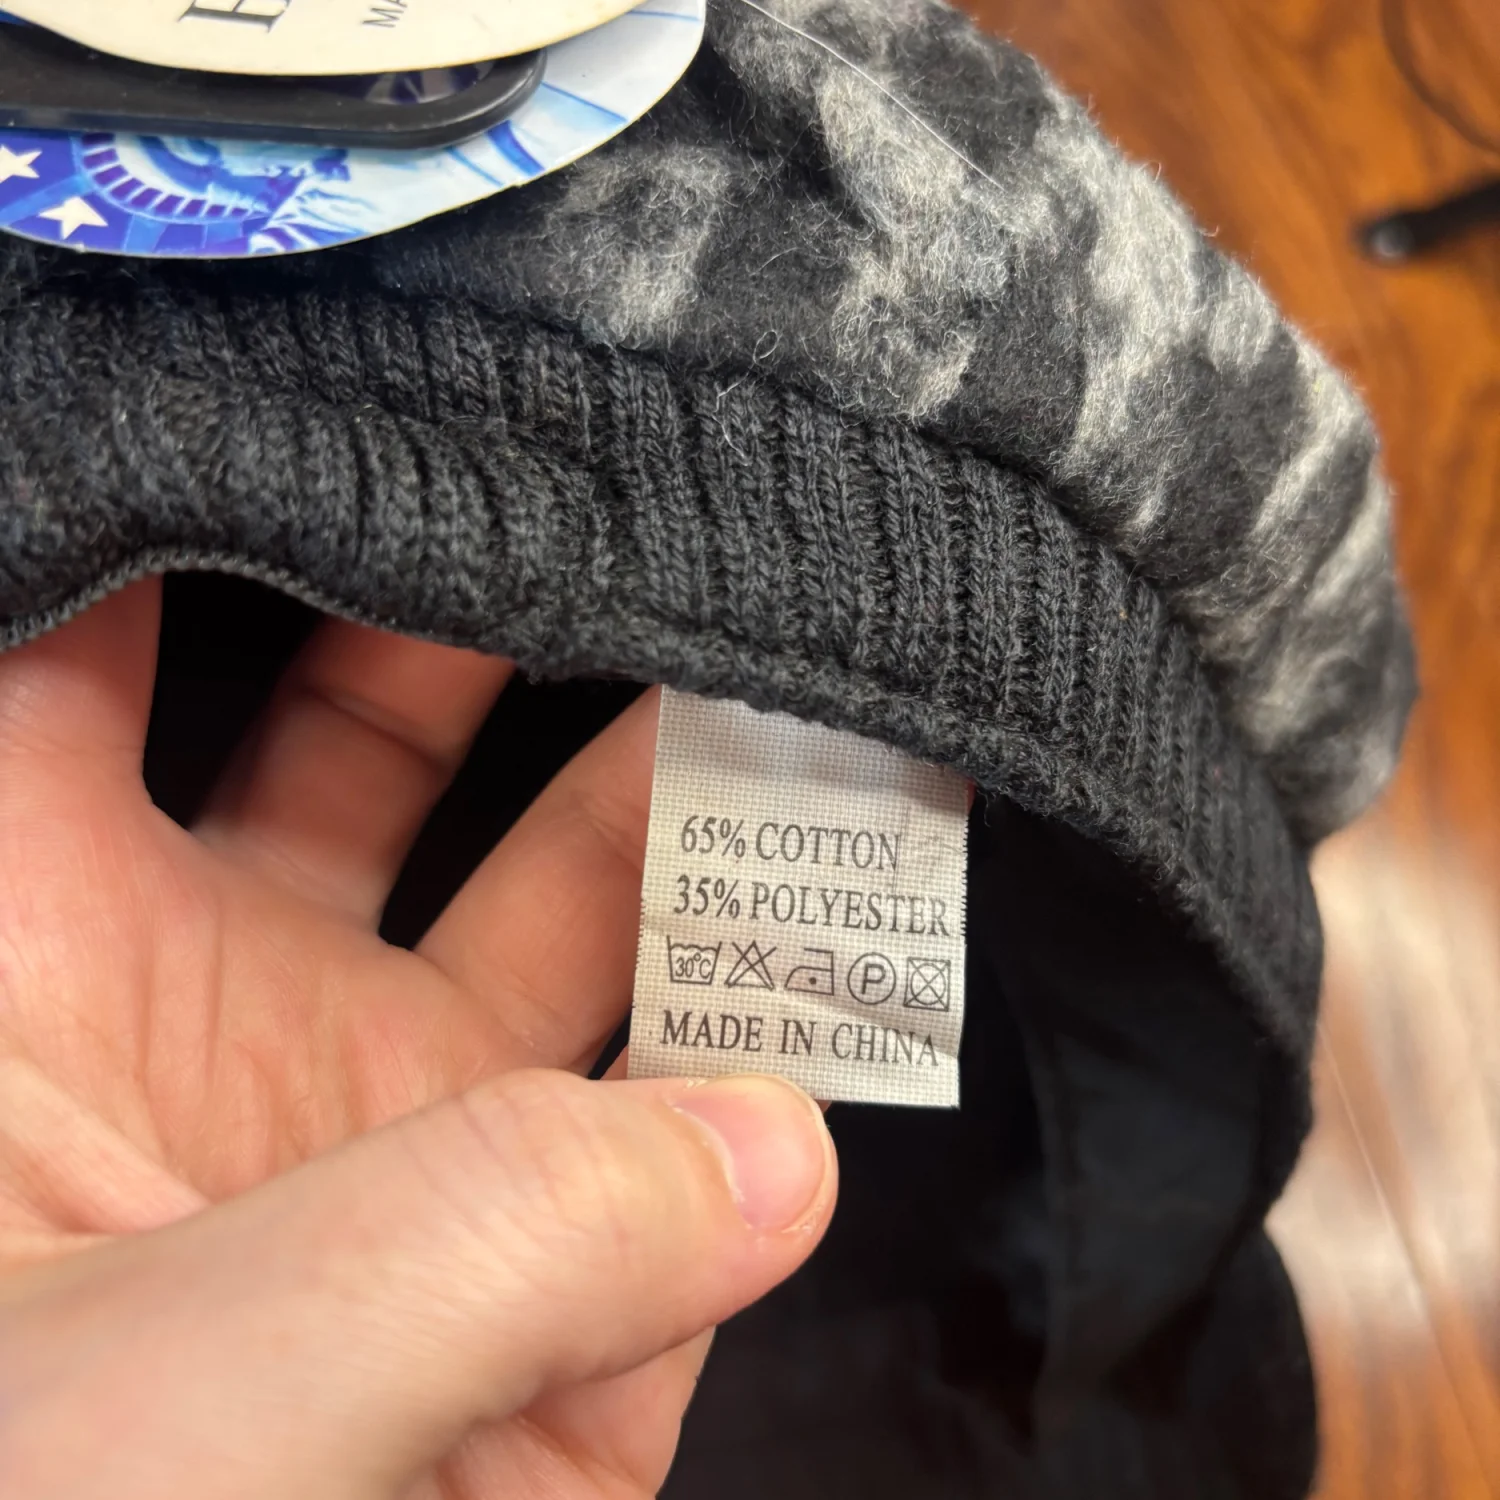 65% COTTON
35% POLYESTER
30°C P
MADE IN CHINA